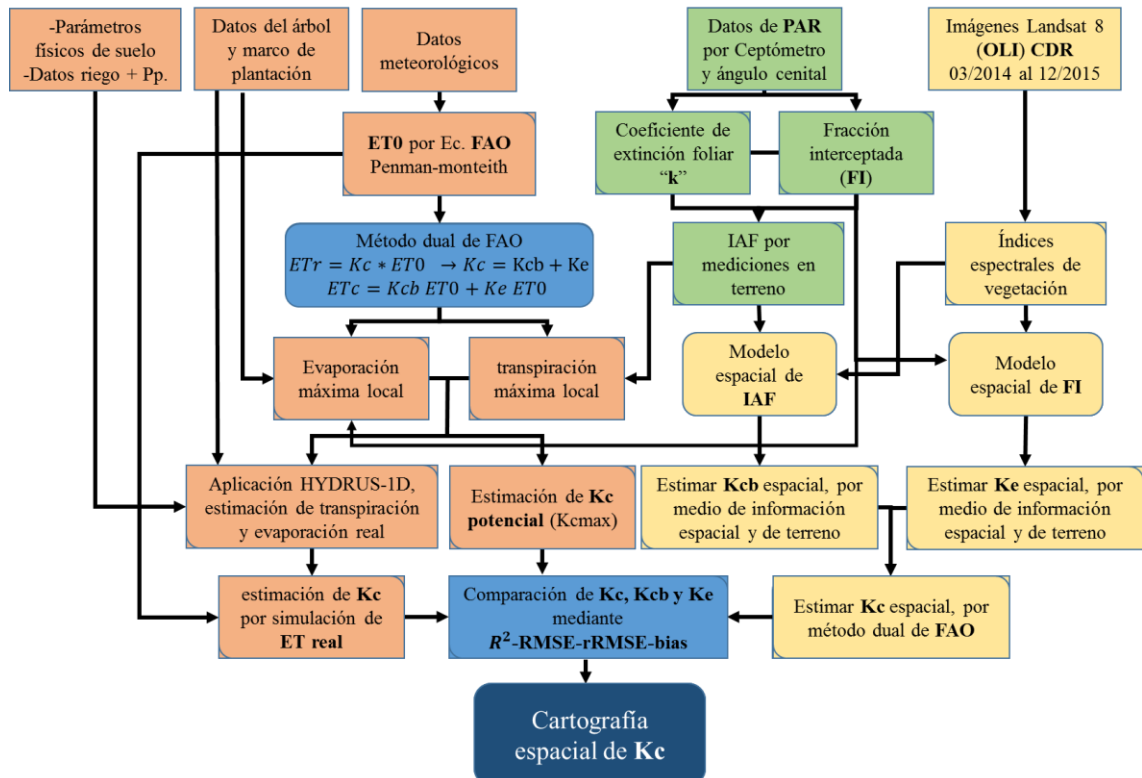 -Parámetros
físicos de suelo
-Datos riego + Pp.
Datos del árbol
y marco de
plantación
Datos
meteorológicos
Datos de PAR
por Ceptómetro
y ángulo cenital
Imágenes Landsat 8
(OLI) CDR
03/2014 al 12/2015
ET0 por Ec. FAO
Penman-monteith
Coeficiente de
extinción foliar
“k”
Fracción
interceptada
(FI)
Método dual de FAO
ETr = Kc * ET0 → Kc = Kcb + Ke
ETc = Kcb ET0 + Ke ET0
IAF por
mediciones en
terreno
Índices
espectrales de
vegetación
Evaporación
máxima local
transpiración
máxima local
Modelo
espacial de
IAF
Modelo
espacial de FI
Aplicación HYDRUS-1D,
estimación de transpiración
y evaporación real
Estimación de Kc
potencial (Kcmax)
Estimar Kcb espacial, por
medio de información
espacial y de terreno
Estimar Ke espacial, por
medio de información
espacial y de terreno
estimación de Kc
por simulación de
ET real
Comparación de Kc, Kcb y Ke
mediante
R²-RMSE-rRMSE-bias
Estimar Kc espacial, por
método dual de FAO
Cartografía
espacial de Kc